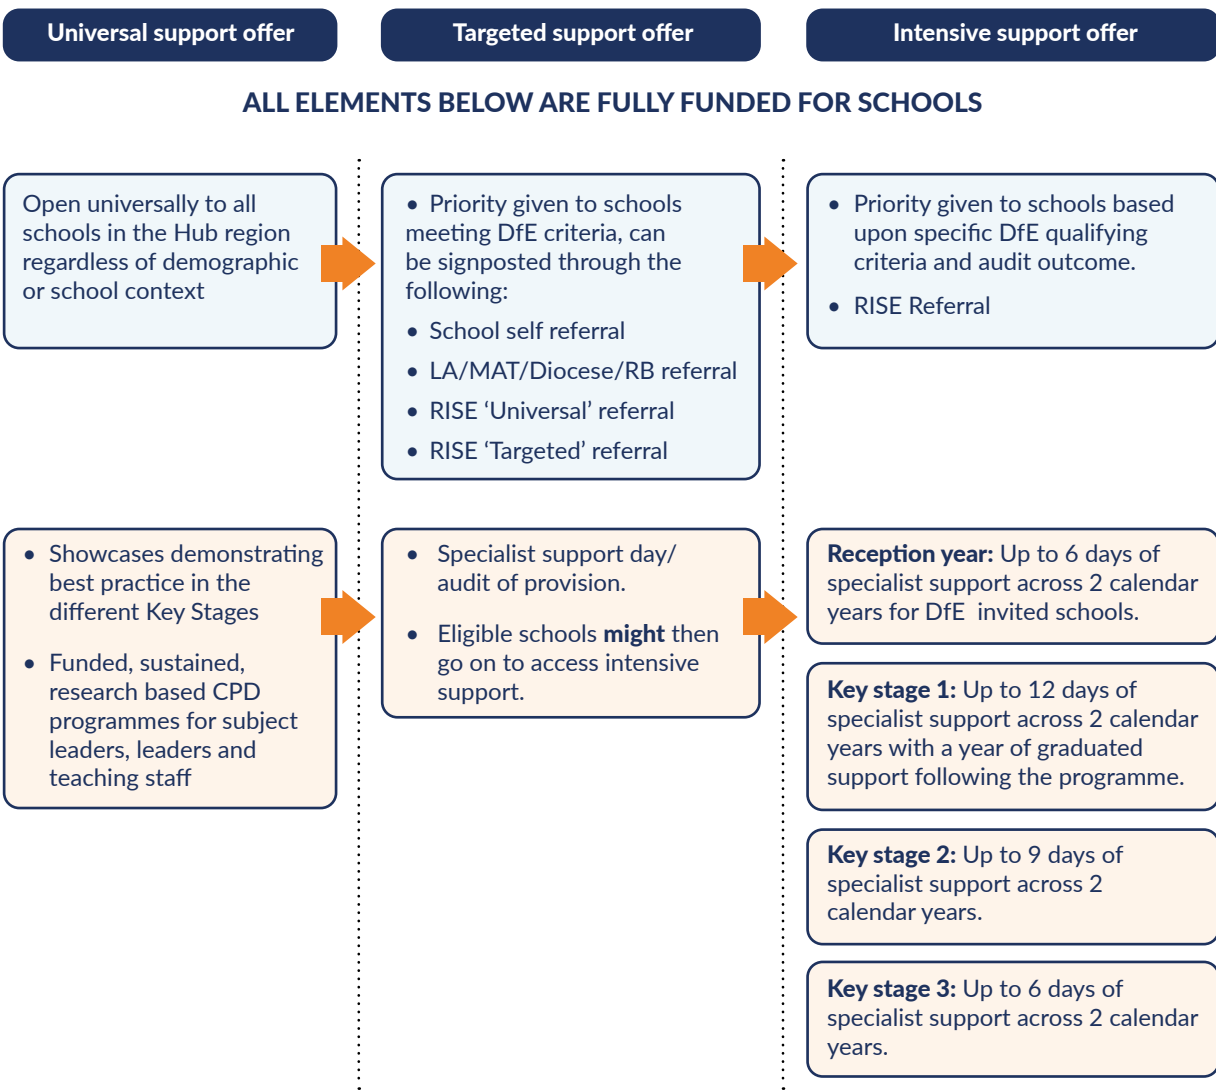 Universal support offer
Targeted support offer
Intensive support offer
ALL ELEMENTS BELOW ARE FULLY FUNDED FOR SCHOOLS
Open universally to all
schools in the Hub region
regardless of demographic
or school context
• Priority given to schools
meeting DfE criteria, can
be signposted through the
following:
• School self referral
• LA/MAT/Diocese/RB referral
• RISE ‘Universal’ referral
• RISE ‘Targeted’ referral
• Priority given to schools based
upon specific DfE qualifying
criteria and audit outcome.
• RISE Referral
• Showcases demonstrating
best practice in the
different Key Stages
• Funded, sustained,
research based CPD
programmes for subject
leaders, leaders and
teaching staff
• Specialist support day/
audit of provision.
• Eligible schools might then
go on to access intensive
support.
Reception year: Up to 6 days of
specialist support across 2 calendar
years for DfE  invited schools.
Key stage 1: Up to 12 days of
specialist support across 2 calendar
years with a year of graduated
support following the programme.
Key stage 2: Up to 9 days of
specialist support across 2
calendar years.
Key stage 3: Up to 6 days of
specialist support across 2 calendar
years.